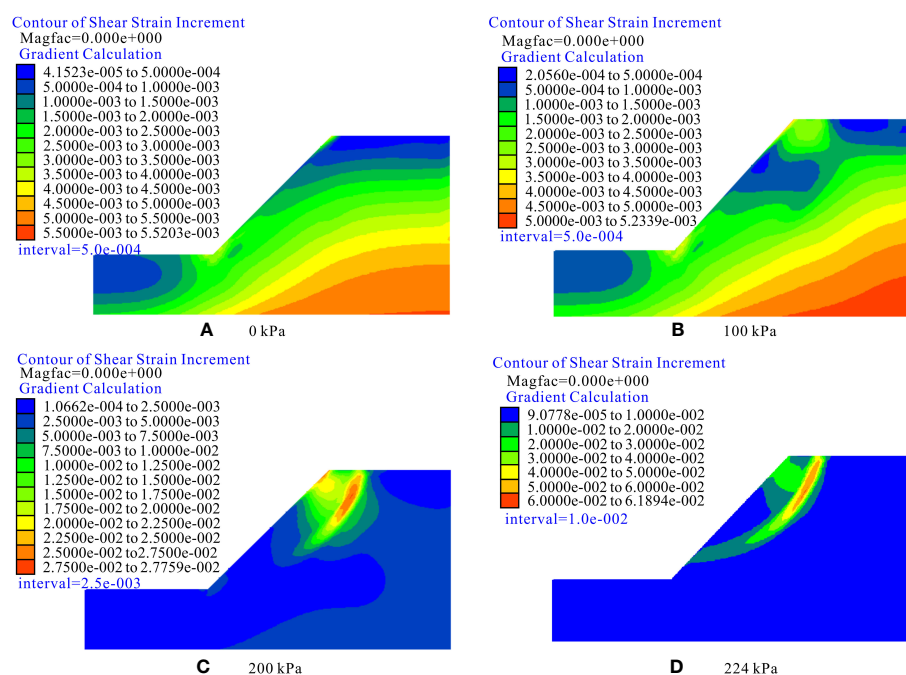 Contour of Shear Strain Increment
Magfac=0.000e+000
Gradient Calculation
4.1523e-005 to 5.0000e-004
5.0000e-004 to 1.0000e-003
1.0000e-003 to 1.5000e-003
1.5000e-003 to 2.0000e-003
2.0000e-003 to 2.5000e-003
2.5000e-003 to 3.0000e-003
3.0000e-003 to 3.5000e-003
3.5000e-003 to 4.0000e-003
4.0000e-003 to 4.5000e-003
4.5000e-003 to 5.0000e-003
5.0000e-003 to 5.5000e-003
5.5000e-003 to 5.5203e-003
interval=5.0e-004
A 0 kPa
Contour of Shear Strain Increment
Magfac=0.000e+000
Gradient Calculation
2.0560e-004 to 5.0000e-004
5.0000e-004 to 1.0000e-003
1.0000e-003 to 1.5000e-003
1.5000e-003 to 2.0000e-003
2.0000e-003 to 2.5000e-003
2.5000e-003 to 3.0000e-003
3.0000e-003 to 3.5000e-003
3.5000e-003 to 4.0000e-003
4.0000e-003 to 4.5000e-003
4.5000e-003 to 5.0000e-003
5.0000e-003 to 5.2339e-003
interval=5.0e-004
B 100 kPa
Contour of Shear Strain Increment
Magfac=0.000e+000
Gradient Calculation
1.0662e-004 to 2.5000e-003
2.5000e-003 to 5.0000e-003
5.0000e-003 to 7.5000e-003
7.5000e-003 to 1.0000e-002
1.0000e-002 to 1.2500e-002
1.2500e-002 to 1.5000e-002
1.5000e-002 to 1.7500e-002
1.7500e-002 to 2.0000e-002
2.0000e-002 to 2.2500e-002
2.2500e-002 to 2.5000e-002
2.5000e-002 to 2.7500e-002
2.7500e-002 to 2.7759e-002
interval=2.5e-003
C 200 kPa
Contour of Shear Strain Increment
Magfac=0.000e+000
Gradient Calculation
9.0778e-005 to 1.0000e-002
1.0000e-002 to 2.0000e-002
2.0000e-002 to 3.0000e-002
3.0000e-002 to 4.0000e-002
4.0000e-002 to 5.0000e-002
5.0000e-002 to 6.0000e-002
6.0000e-002 to 6.1894e-002
interval=1.0e-002
D 224 kPa